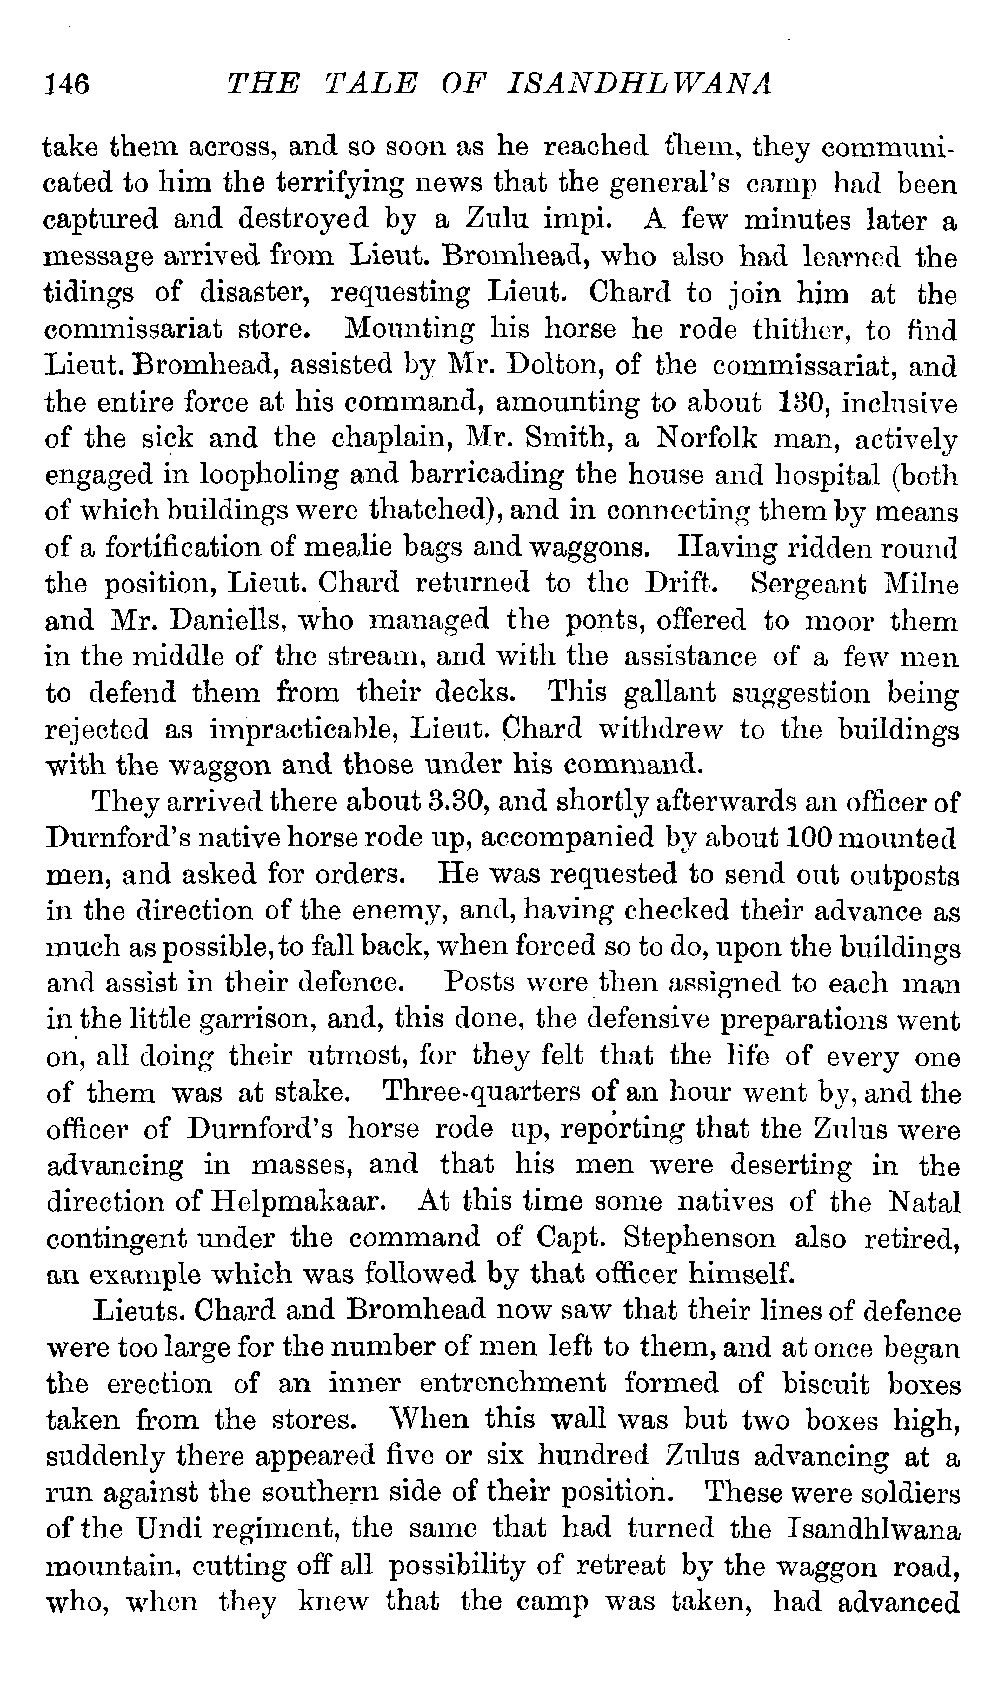 146 THE TALE OF ISANDHLWANA
take them across, and so soon as he reached them, they communi-
cated to him the terrifying news that the general's camp had been
captured and destroyed by a Zulu impi. A few minutes later a
message arrived from Lieut. Bromhead, who also had learned the
tidings of disaster, requesting Lieut. Chard to join him at the
commissariat store. Mounting his horse he rode thither, to find
Lieut. Bromhead, assisted by Mr. Dolton, of the commissariat, and
the entire force at his command, amounting to about 130, inclusive
of the sick and the chaplain, Mr. Smith, a Norfolk man, actively
engaged in loopholing and barricading the house and hospital (both
of which buildings were thatched), and in connecting them by means
of a fortification of mealie bags and waggons. Having ridden round
the position, Lieut. Chard returned to the Drift. Sergeant Milne
and Mr. Daniells, who managed the ponts, offered to moor them
in the middle of the stream, and with the assistance of a few men
to defend them from their decks. This gallant suggestion being
rejected as impracticable, Lieut. Chard withdrew to the buildings
with the waggon and those under his command.
They arrived there about 3.30, and shortly afterwards an officer of
Durnford's native horse rode up, accompanied by about 100 mounted
men, and asked for orders. He was requested to send out outposts
in the direction of the enemy, and, having checked their advance as
much as possible, to fall back, when forced so to do, upon the buildings
and assist in their defence. Posts were then assigned to each man
in the little garrison, and, this done, the defensive preparations went
on, all doing their utmost, for they felt that the life of every one
of them was at stake. Three-quarters of an hour went by, and the
officer of Durnford's horse rode up, reporting that the Zulus were
advancing in masses, and that his men were deserting in the
direction of Helpmakaar. At this time some natives of the Natal
contingent under the command of Capt. Stephenson also retired,
an example which was followed by that officer himself.
Lieuts. Chard and Bromhead now saw that their lines of defence
were too large for the number of men left to them, and at once began
the erection of an inner entrenchment formed of biscuit boxes
taken from the stores. When this wall was but two boxes high,
suddenly there appeared five or six hundred Zulus advancing at a
run against the southern side of their position. These were soldiers
of the Undi regiment, the same that had turned the Isandhlwana
mountain, cutting off all possibility of retreat by the waggon road,
who, when they knew that the camp was taken, had advanced